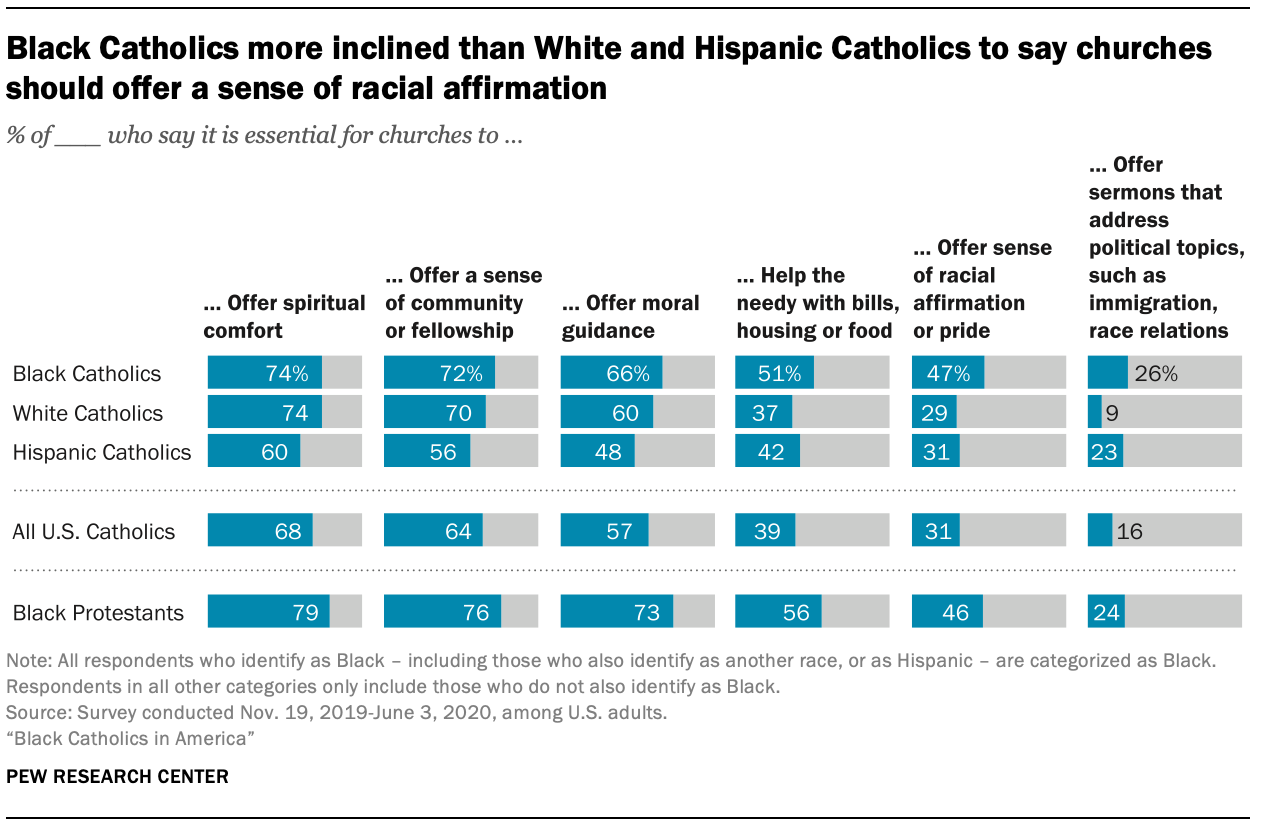 Black Catholics more inclined than White and Hispanic Catholics to say churches
should offer a sense of racial affirmation
% of ___ who say it is essential for churches to ...
... Offer spiritual
comfort
... Offer a sense
of community
or fellowship
... Offer moral
guidance
... Help the
needy with bills,
housing or food
... Offer sense
of racial
affirmation
or pride
... Offer
sermons that
address
political topics,
such as
immigration,
race relations
Black Catholics 74% 72% 66% 51% 47% 26%
White Catholics 74 70 60 37 29 9
Hispanic Catholics 60 56 48 42 31 23
All U.S. Catholics 68 64 57 39 31 16
Black Protestants 79 76 73 56 46 24
Note: All respondents who identify as Black – including those who also identify as another race, or as Hispanic – are categorized as Black.
Respondents in all other categories only include those who do not also identify as Black.
Source: Survey conducted Nov. 19, 2019-June 3, 2020, among U.S. adults.
“Black Catholics in America”
PEW RESEARCH CENTER